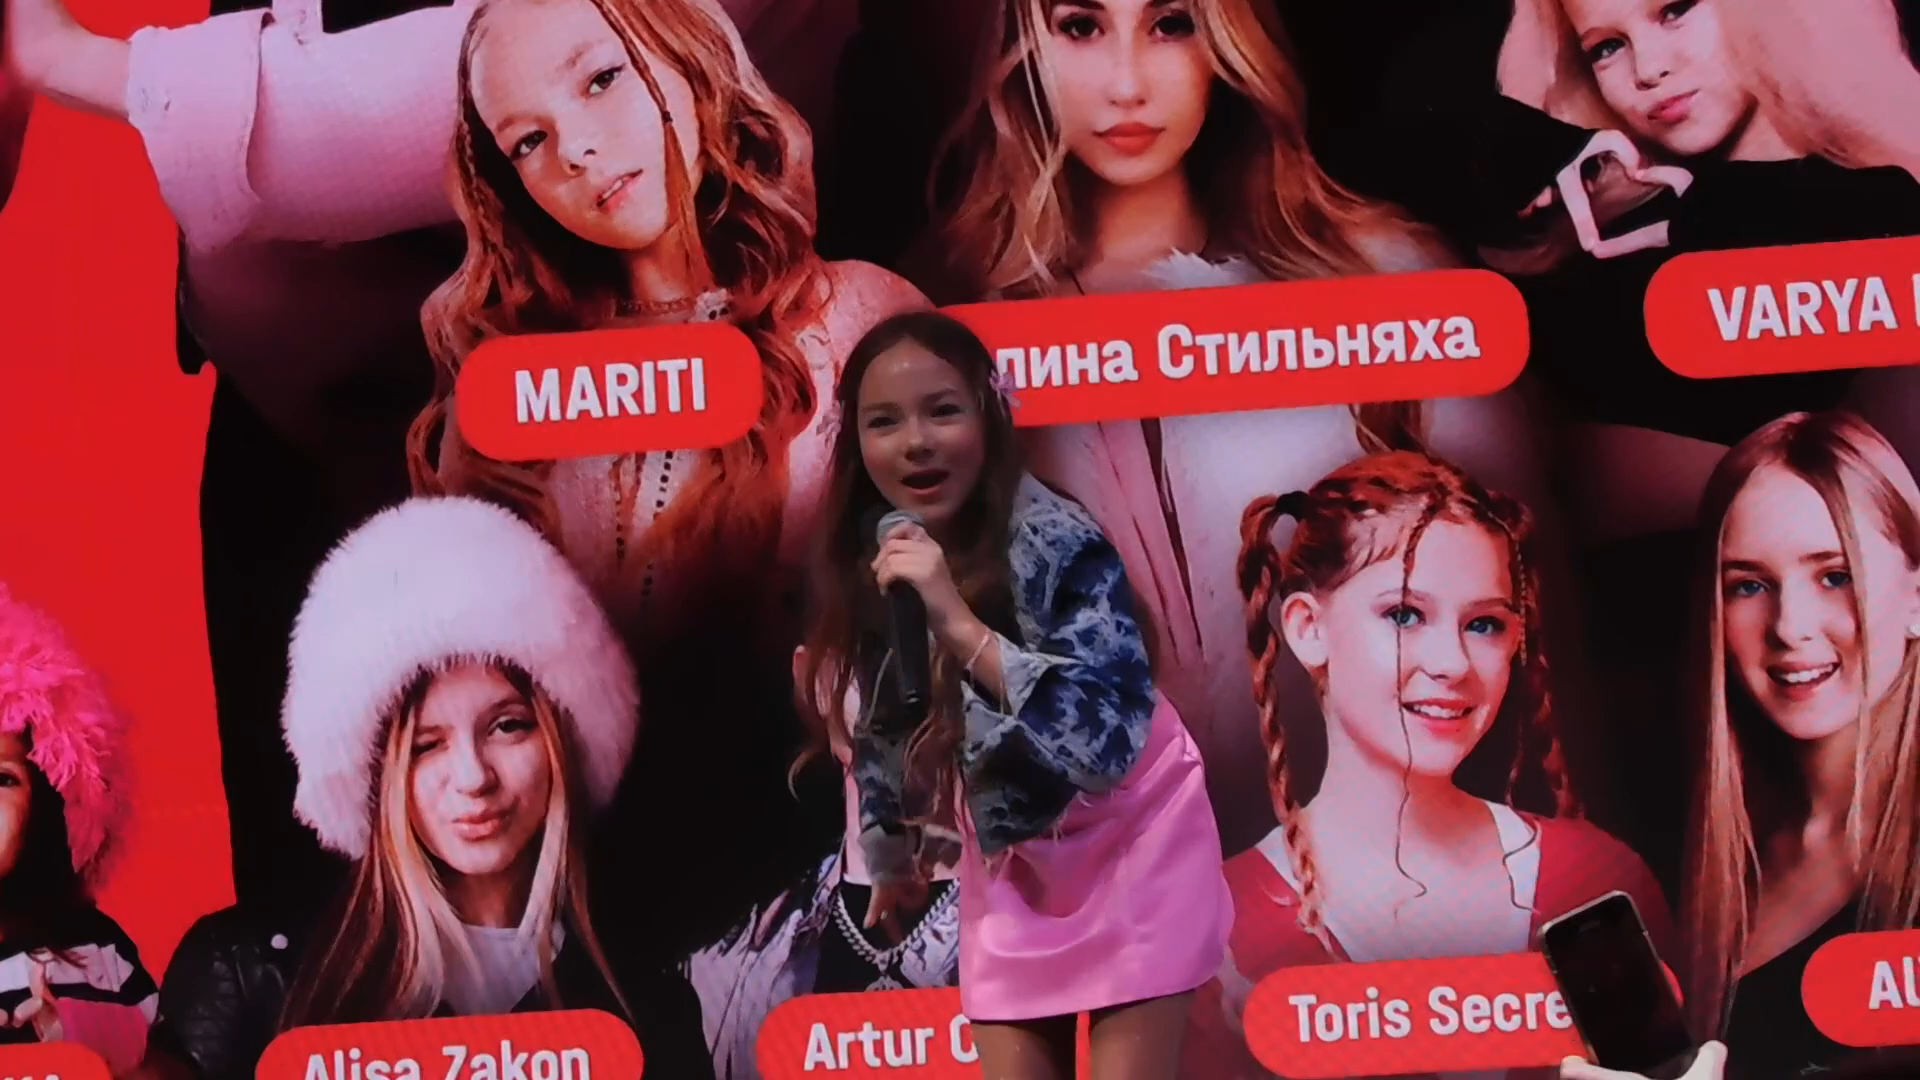 MARITI
лина Стильняха
VARYA
Alisa Zakon
Artur
Toris Secre